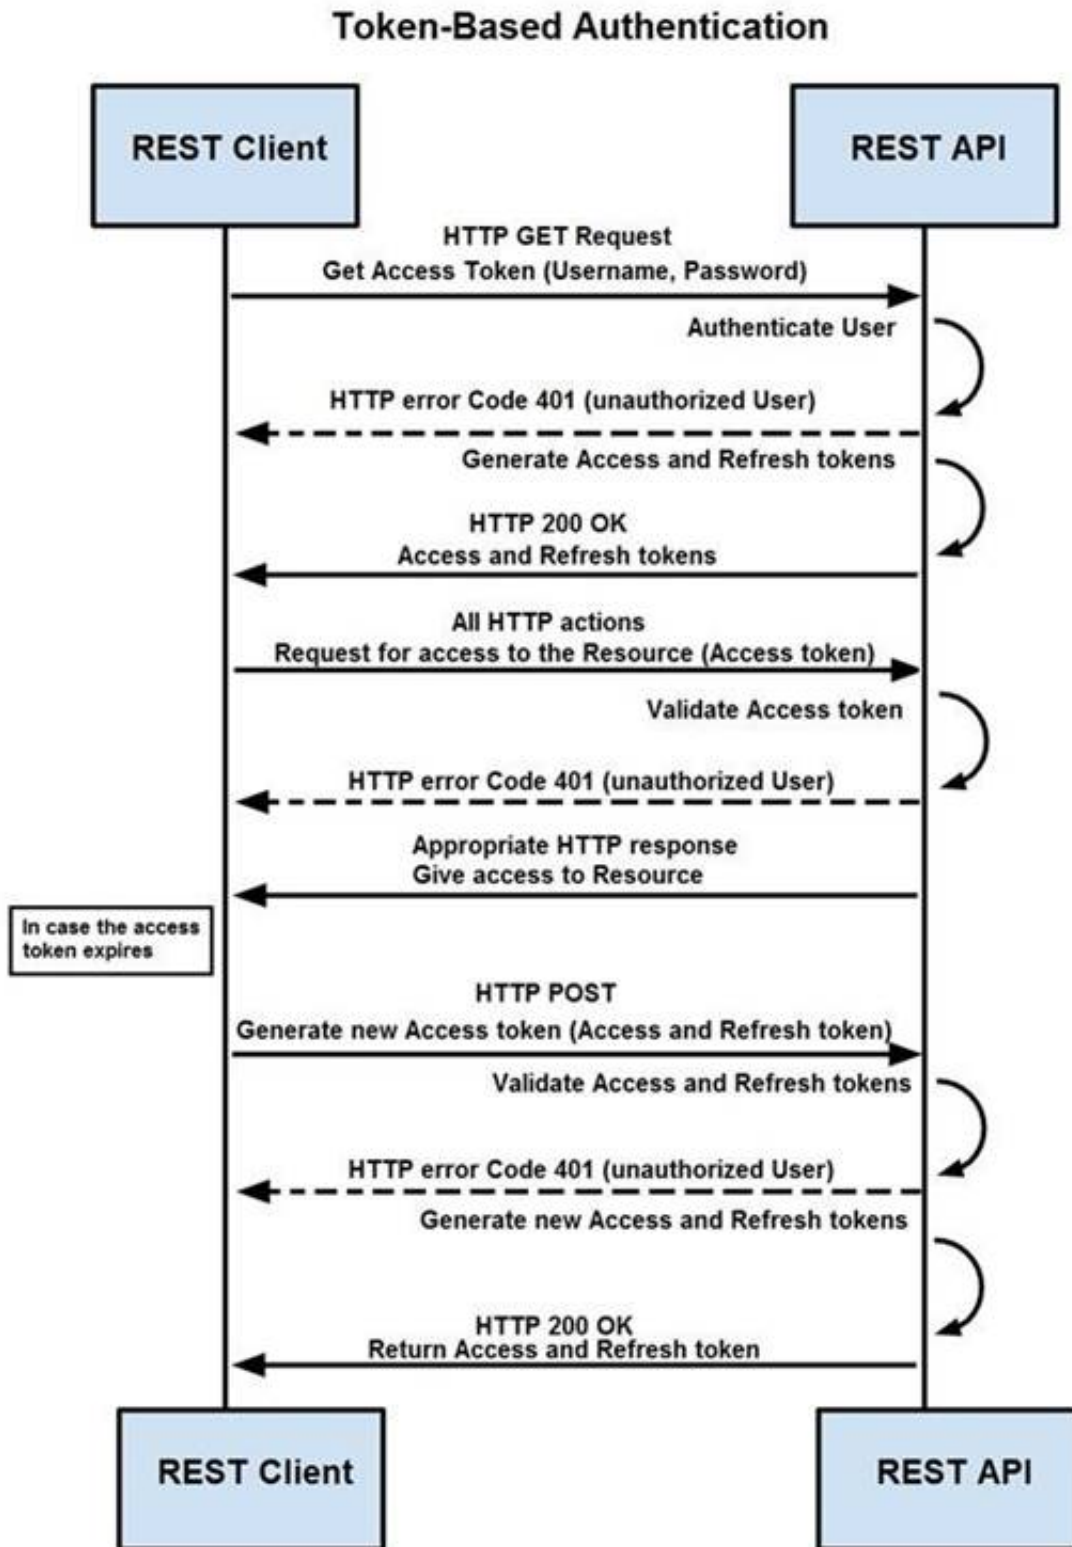 Token-Based Authentication
REST Client
REST API
HTTP GET Request
Get Access Token (Username, Password)
Authenticate User
HTTP error Code 401 (unauthorized User)
Generate Access and Refresh tokens
HTTP 200 OK
Access and Refresh tokens
All HTTP actions
Request for access to the Resource (Access token)
Validate Access token
HTTP error Code 401 (unauthorized User)
Appropriate HTTP response
Give access to Resource
In case the access
token expires
HTTP POST
Generate new Access token (Access and Refresh token)
Validate Access and Refresh tokens
HTTP error Code 401 (unauthorized User)
Generate new Access and Refresh tokens
HTTP 200 OK
Return Access and Refresh token
REST Client
REST API